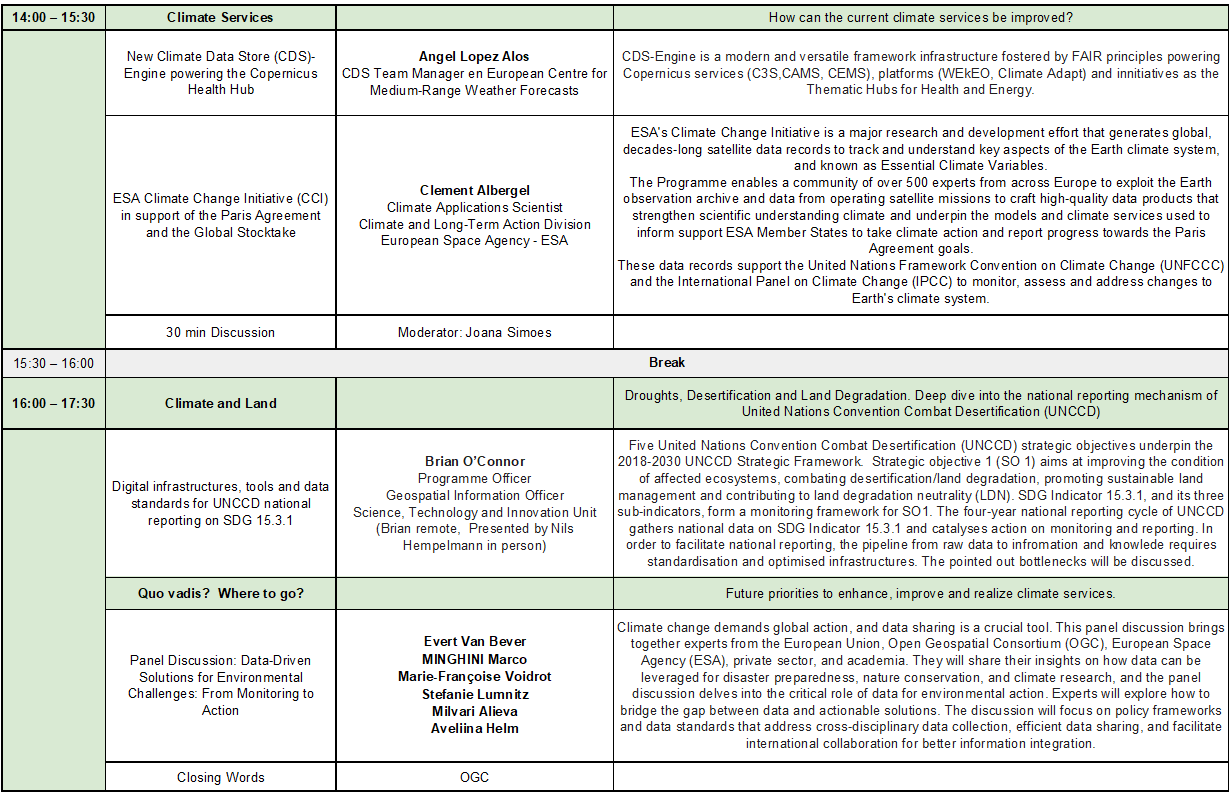 14:00 – 15:30 Climate Services How can the current climate services be improved?
New Climate Data Store (CDS)-
Engine powering the Copernicus
Health Hub
Angel Lopez Alos
CDS Team Manager en European Centre for
Medium-Range Weather Forecasts
CDS-Engine is a modern and versatile framework infrastructure fostered by FAIR principles powering
Copernicus services (C3S,CAMS, CEMS), platforms (WEkEO, Climate Adapt) and innitiatives as the
Thematic Hubs for Health and Energy.
ESA Climate Change Initiative (CCI)
in support of the Paris Agreement
and the Global Stocktake
Clement Albergel
Climate Applications Scientist
Climate and Long-Term Action Division
European Space Agency - ESA
ESA's Climate Change Initiative is a major research and development effort that generates global,
decades-long satellite data records to track and understand key aspects of the Earth climate system,
and known as Essential Climate Variables.
The Programme enables a community of over 500 experts from across Europe to exploit the Earth
observation archive and data from operating satellite missions to craft high-quality data products that
strengthen scientific understanding climate and underpin the models and climate services used to
inform support ESA Member States to take climate action and report progress towards the Paris
Agreement goals.
These data records support the United Nations Framework Convention on Climate Change (UNFCCC)
and the International Panel on Climate Change (IPCC) to monitor, assess and address changes to
Earth's climate system.
30 min Discussion Moderator: Joana Simoes
15:30 – 16:00 Break
16:00 – 17:30 Climate and Land
Droughts, Desertification and Land Degradation. Deep dive into the national reporting mechanism of
United Nations Convention Combat Desertification (UNCCD)
Digital infrastructures, tools and data
standards for UNCCD national
reporting on SDG 15.3.1
Brian O’Connor
Programme Officer
Geospatial Information Officer
Science, Technology and Innovation Unit
(Brian remote, Presented by Nils
Hempelmann in person)
Five United Nations Convention Combat Desertification (UNCCD) strategic objectives underpin the
2018-2030 UNCCD Strategic Framework. Strategic objective 1 (SO 1) aims at improving the condition
of affected ecosystems, combating desertification/land degradation, promoting sustainable land
management and contributing to land degradation neutrality (LDN). SDG Indicator 15.3.1, and its three
sub-indicators, form a monitoring framework for SO1. The four-year national reporting cycle of UNCCD
gathers national data on SDG Indicator 15.3.1 and catalyses action on monitoring and reporting. In
order to facilitate national reporting, the pipeline from raw data to infromation and knowlede requires
standardisation and optimised infrastructures. The pointed out bottlenecks will be discussed.
Quo vadis? Where to go? Future priorities to enhance, improve and realize climate services.
Panel Discussion: Data-Driven
Solutions for Environmental
Challenges: From Monitoring to
Action
Evert Van Bever
MINGHINI Marco
Marie-Françoise Voidrot
Stefanie Lumnitz
Milvari Alieva
Aveliina Helm
Climate change demands global action, and data sharing is a crucial tool. This panel discussion brings
together experts from the European Union, Open Geospatial Consortium (OGC), European Space
Agency (ESA), private sector, and academia. They will share their insights on how data can be
leveraged for disaster preparedness, nature conservation, and climate research, and the panel
discussion delves into the critical role of data for environmental action. Experts will explore how to
bridge the gap between data and actionable solutions. The discussion will focus on policy frameworks
and data standards that address cross-disciplinary data collection, efficient data sharing, and facilitate
international collaboration for better information integration.
Closing Words OGC